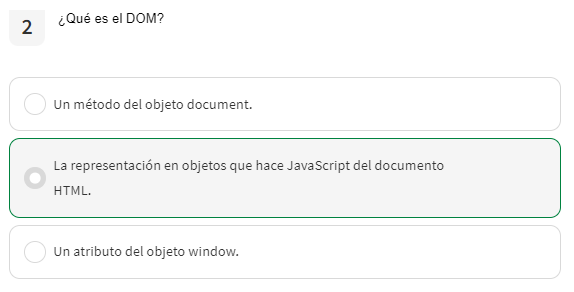 2
¿Qué es el DOM?
Un método del objeto document.
La representación en objetos que hace JavaScript del documento
HTML.
Un atributo del objeto window.